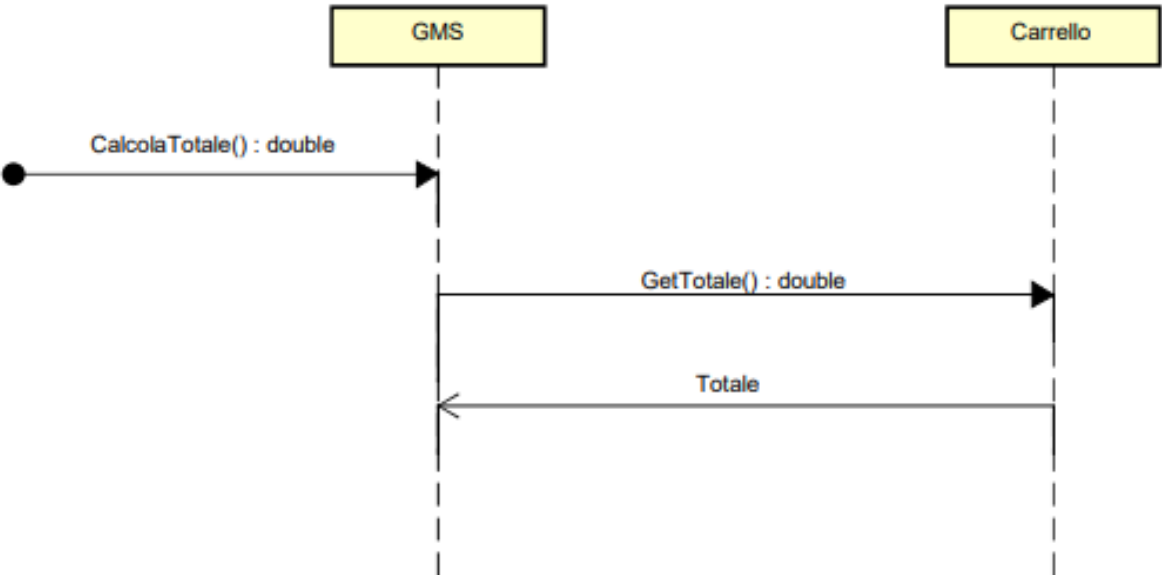 GMS
Carrello
CalcolaTotale() : double
GetTotale() : double
Totale